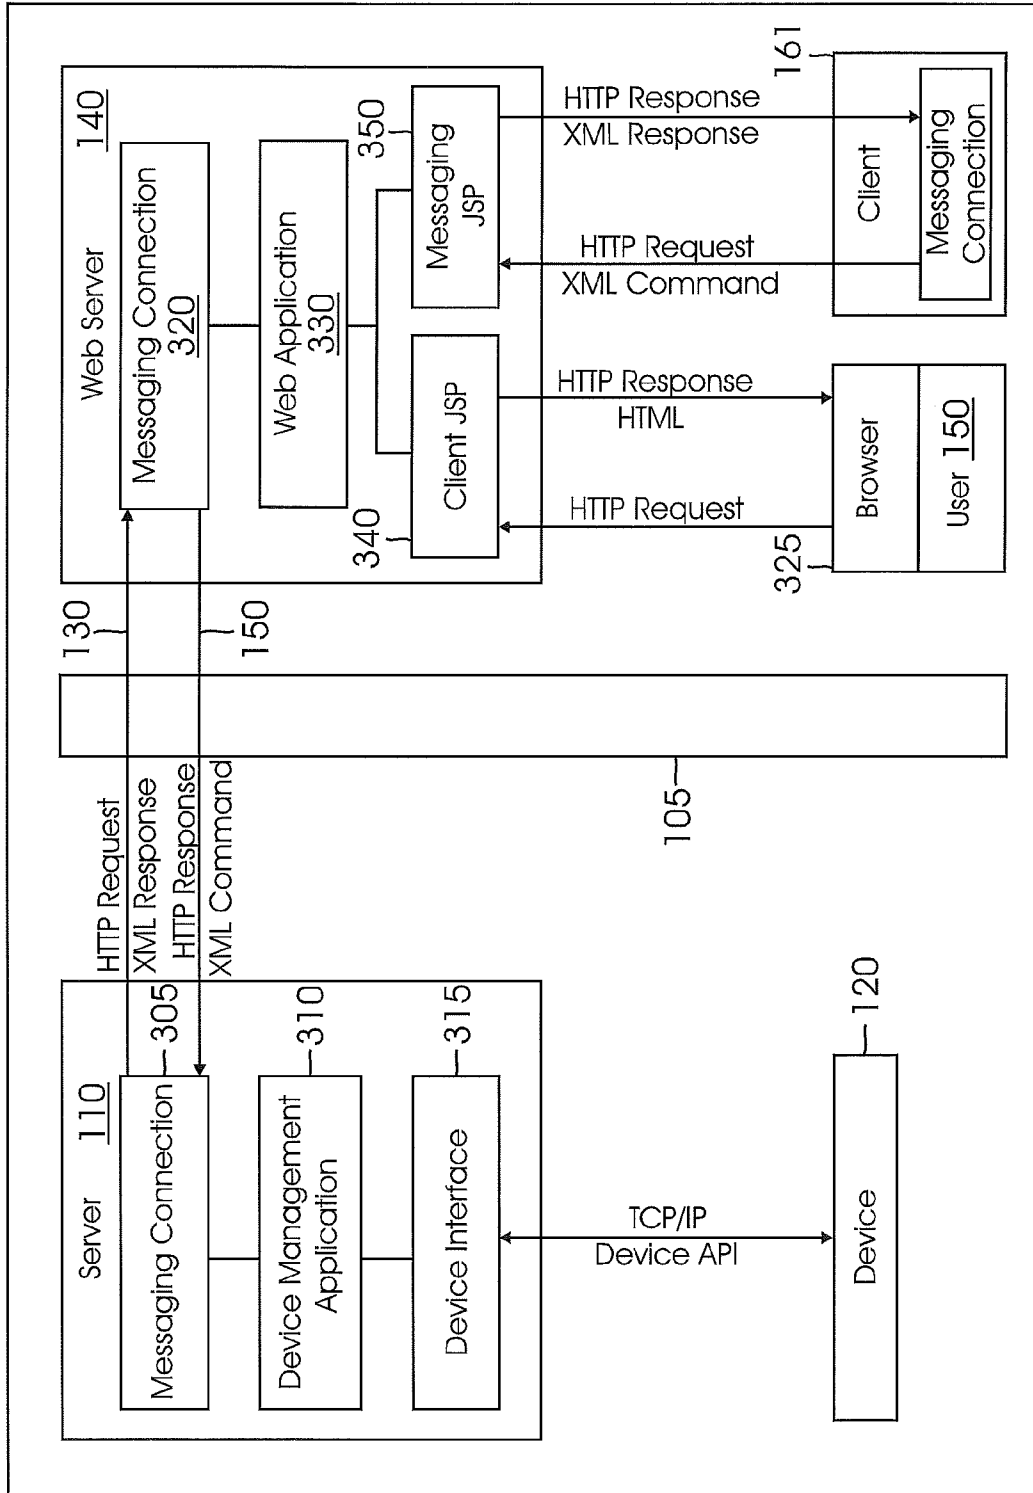 Server 110
Messaging Connection
305
Device Management
Application
310
Device Interface
315
TCP/IP
Device API
Device
120
HTTP Request
XML Response
HTTP Response
XML Command
130
150
105
Web Server 140
Messaging Connection
320
Web Application
330
340
Client JSP
350
Messaging
JSP
HTTP Request
HTTP Response
HTML
HTTP Request
XML Command
HTTP Response
XML Response
325
Browser
User 150
161
Client
Messaging
Connection